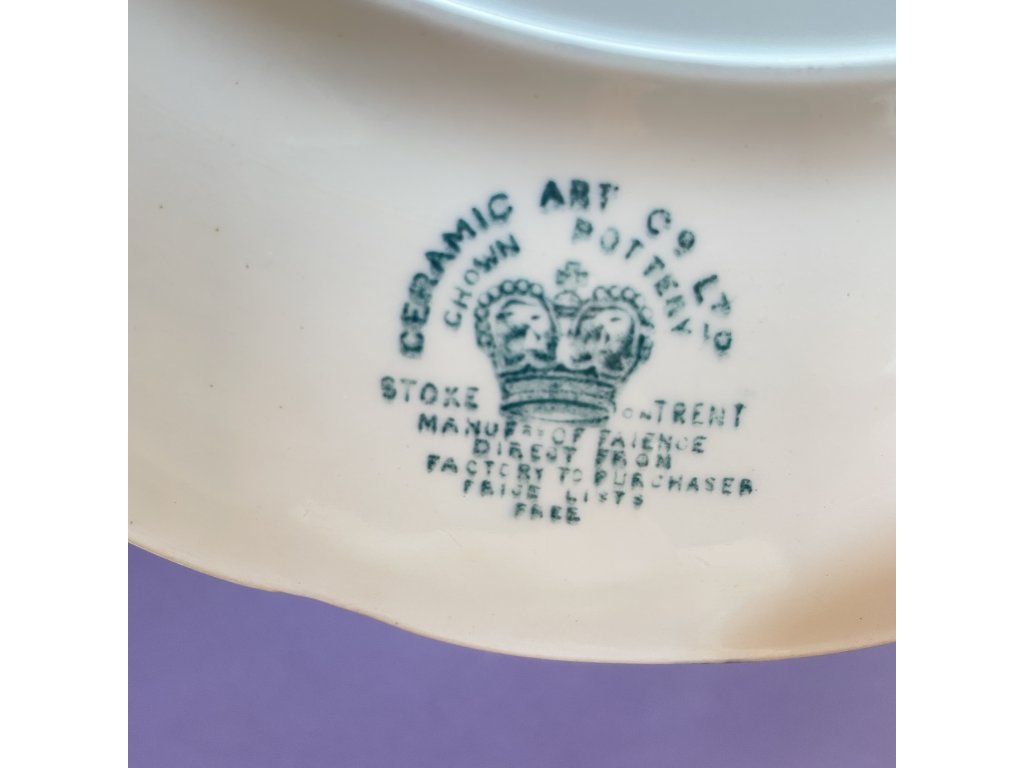 CERAMIC ART Co LTD
CROWN POTTERY
STOKE ON TRENT
MANUFRS OF FAIENCE
DIRECT FROM
FACTORY TO PURCHASER
PRICE LISTS
FREE